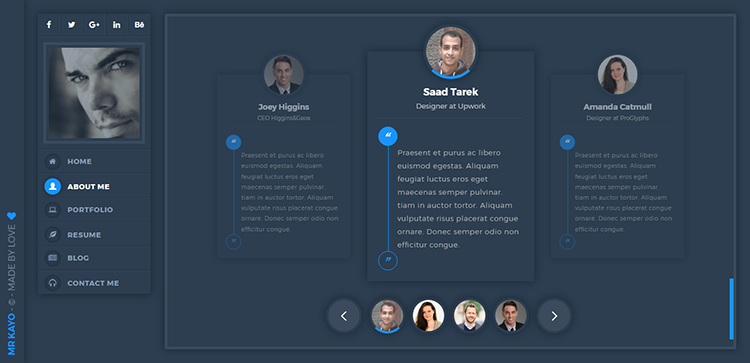 G+
in
Bē
HOME
ABOUT ME
PORTFOLIO
RESUME
BLOG
CONTACT ME
MR KAYO - © - MADE BY LOVE
Joey Higgins
CEO Higgins&Geox
Praesent et purus ac libero
euismod egestas. Aliquam
feugiat luctus eros eget
maecenas semper pulvinar.
tiam in auctor tortor. Aliquam
vulputate risus placerat congue
ornare. Donec semper odio non
efficitur congue.
Saad Tarek
Designer at Upwork
Praesent et purus ac libero
euismod egestas. Aliquam
feugiat luctus eros eget
maecenas semper pulvinar.
tiam in auctor tortor. Aliquam
vulputate risus placerat congue
ornare. Donec semper odio non
efficitur congue.
Amanda Catmull
Designer at ProGlyphs
Praesent et purus ac libero
euismod egestas. Aliquam
feugiat luctus eros eget
maecenas semper pulvinar.
tiam in auctor tortor. Aliquam
vulputate risus placerat congue
ornare. Donec semper odio non
efficitur congue.